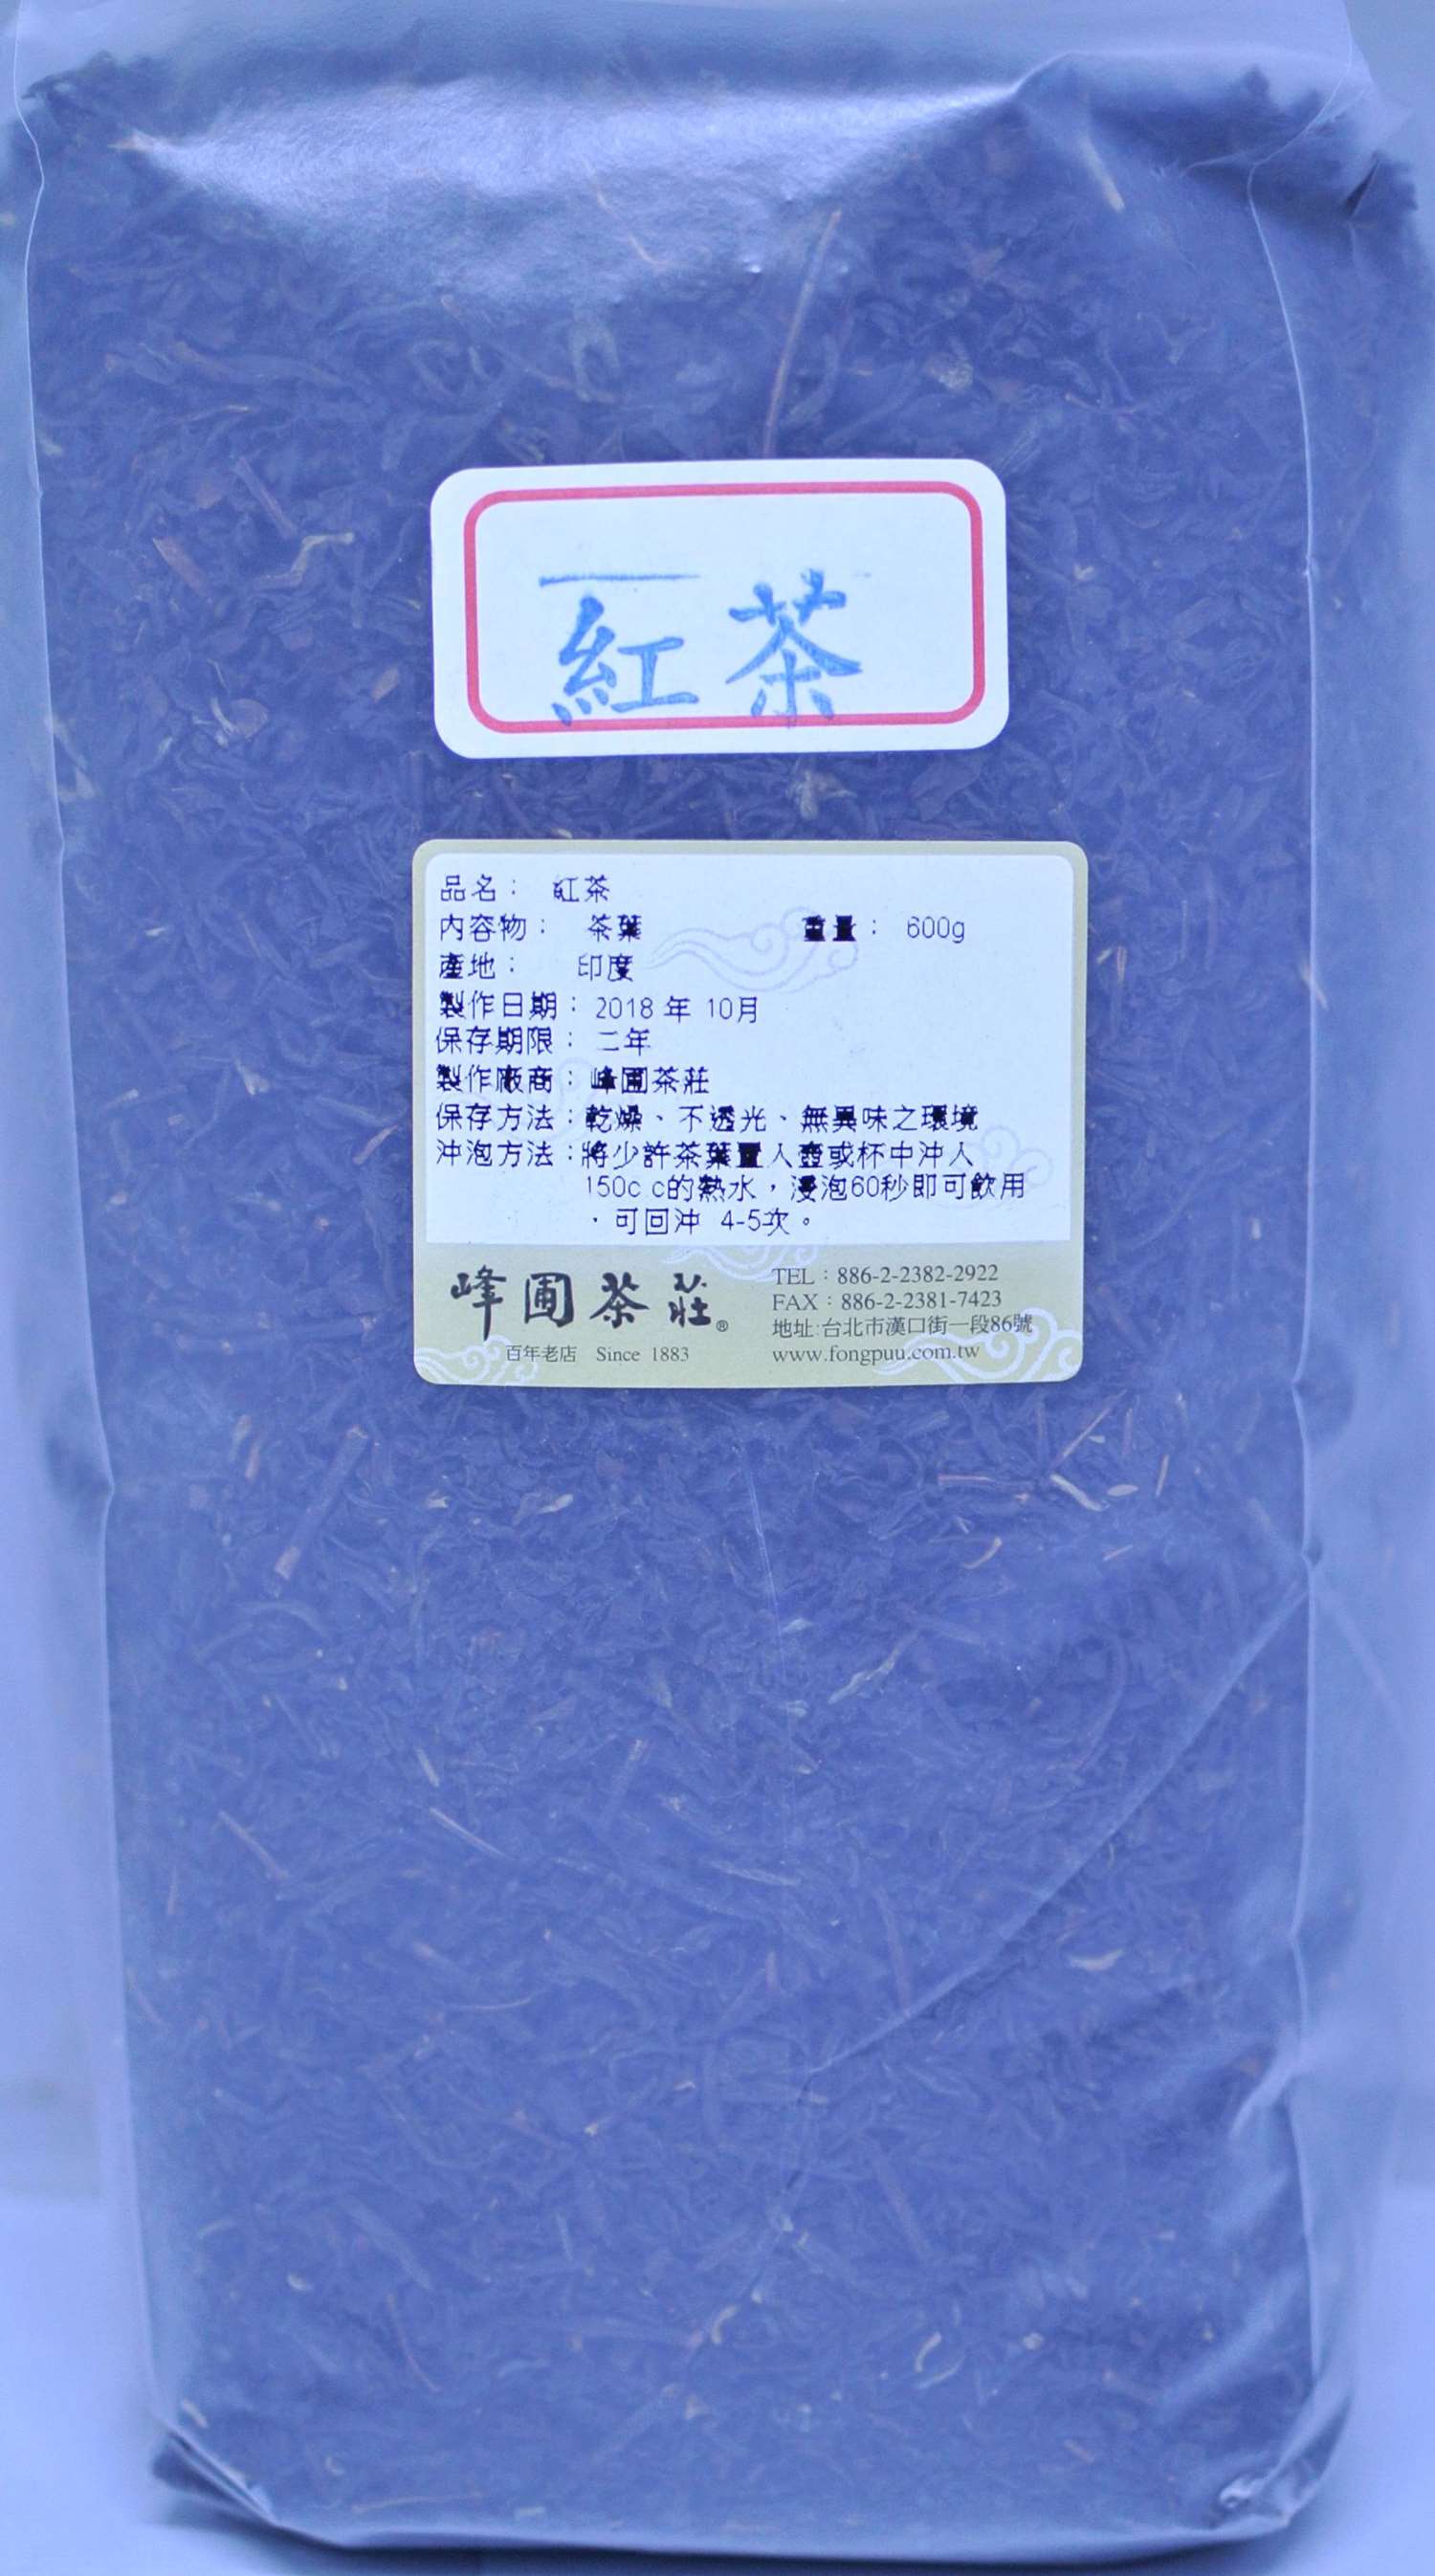 紅茶
品名： 紅茶
內容物： 茶葉 重量： 600g
產地： 印度
製作日期：2018 年 10月
保存期限： 二年
製作廠商：峰圃茶莊
保存方法：乾燥、不透光、無異味之環境
沖泡方法：將少許茶葉置入壺或杯中沖入
150c c的熱水，浸泡60秒即可飲用
，可回沖 4-5次。
峰圃茶莊®
百年老店 Since 1883
TEL：886-2-2382-2922
FAX：886-2-2381-7423
地址:台北市漢口街一段86號
www.fongpuu.com.tw